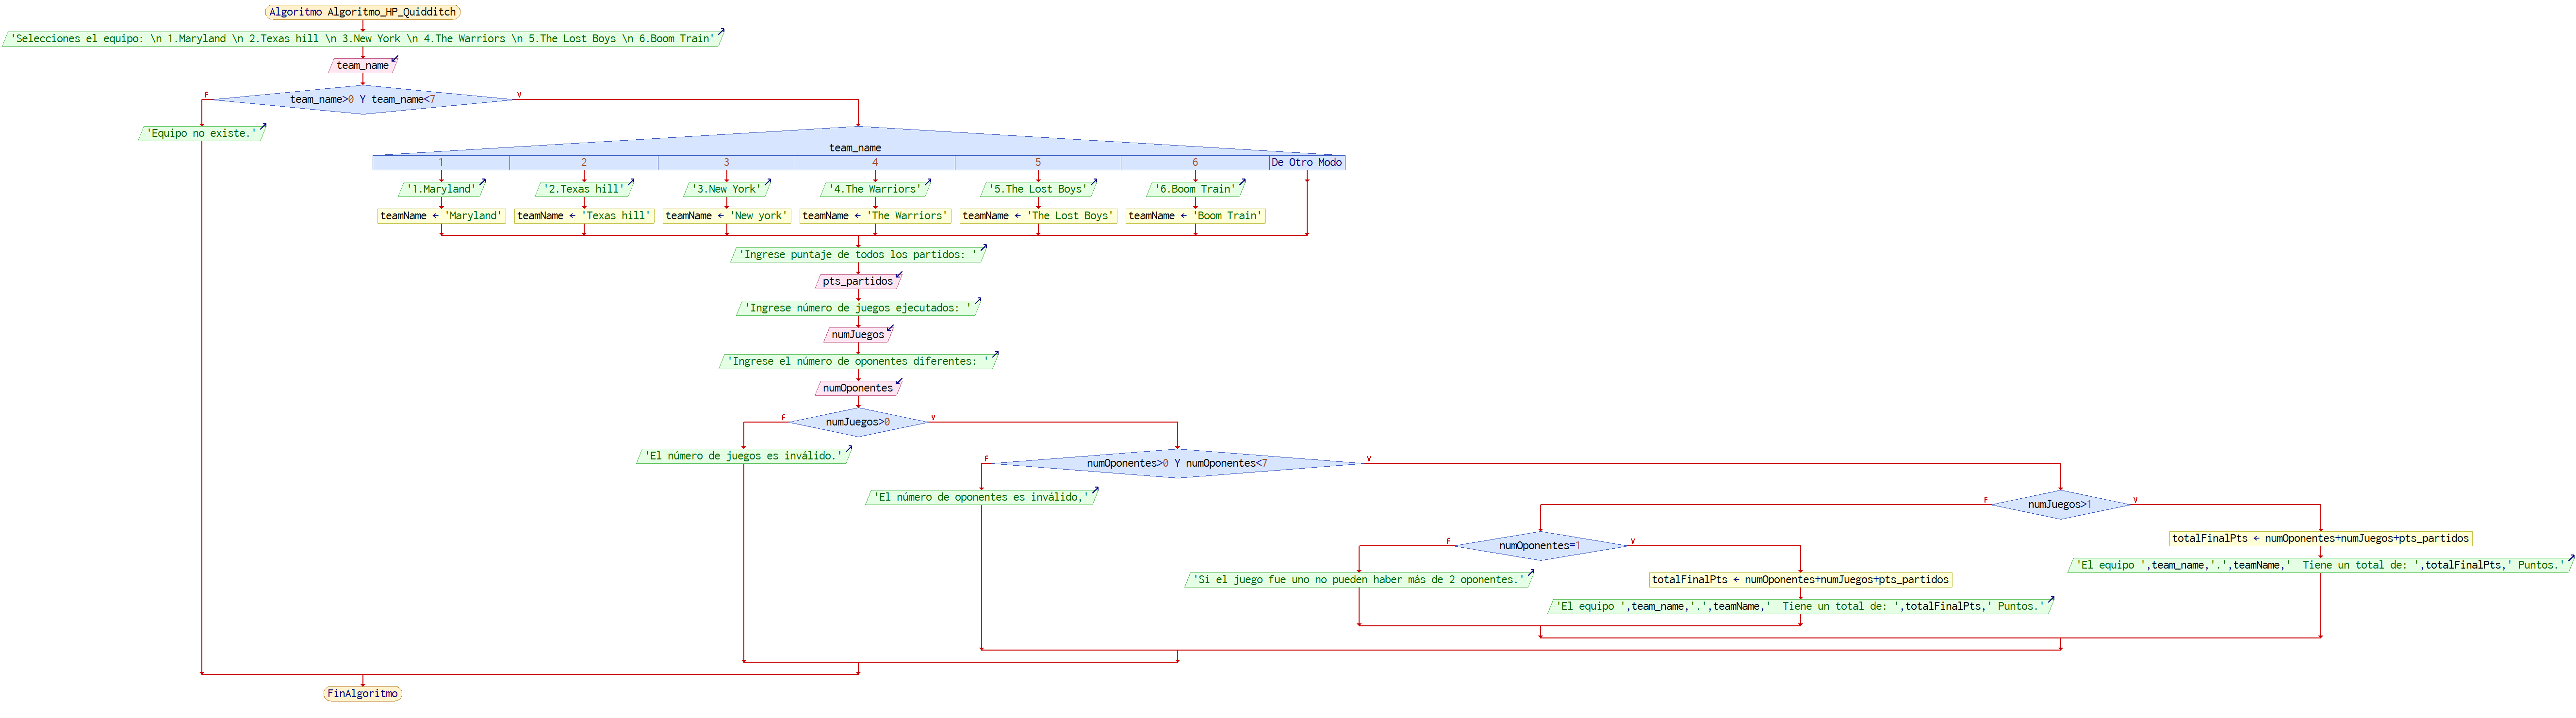 Algoritmo Algoritmo_HP_Quidditch
'Selecciones el equipo: \n 1.Maryland \n 2.Texas hill \n 3.New York \n 4.The Warriors \n 5.The Lost Boys \n 6.Boom Train'
team_name
F
team_name>0 Y team_name<7
V
'Equipo no existe.'
team_name
1 2 3 4 5 6 De Otro Modo
'1.Maryland' '2.Texas hill' '3.New York' '4.The Warriors' '5.The Lost Boys' '6.Boom Train'
teamName ← 'Maryland' teamName ← 'Texas hill' teamName ← 'New york' teamName ← 'The Warriors' teamName ← 'The Lost Boys' teamName ← 'Boom Train'
'Ingrese puntaje de todos los partidos: '
pts_partidos
'Ingrese número de juegos ejecutados: '
numJuegos
'Ingrese el número de oponentes diferentes: '
numOponentes
F
numJuegos>0
V
'El número de juegos es inválido.'
F
numOponentes>0 Y numOponentes<7
V
'El número de oponentes es inválido,'
F
numJuegos>1
V
totalFinalPts ← numOponentes+numJuegos+pts_partidos
'El equipo ',team_name,'.',teamName,'  Tiene un total de: ',totalFinalPts,' Puntos.'
F
numOponentes=1
V
'Si el juego fue uno no pueden haber más de 2 oponentes.'
totalFinalPts ← numOponentes+numJuegos+pts_partidos
'El equipo ',team_name,'.',teamName,'  Tiene un total de: ',totalFinalPts,' Puntos.'
FinAlgoritmo